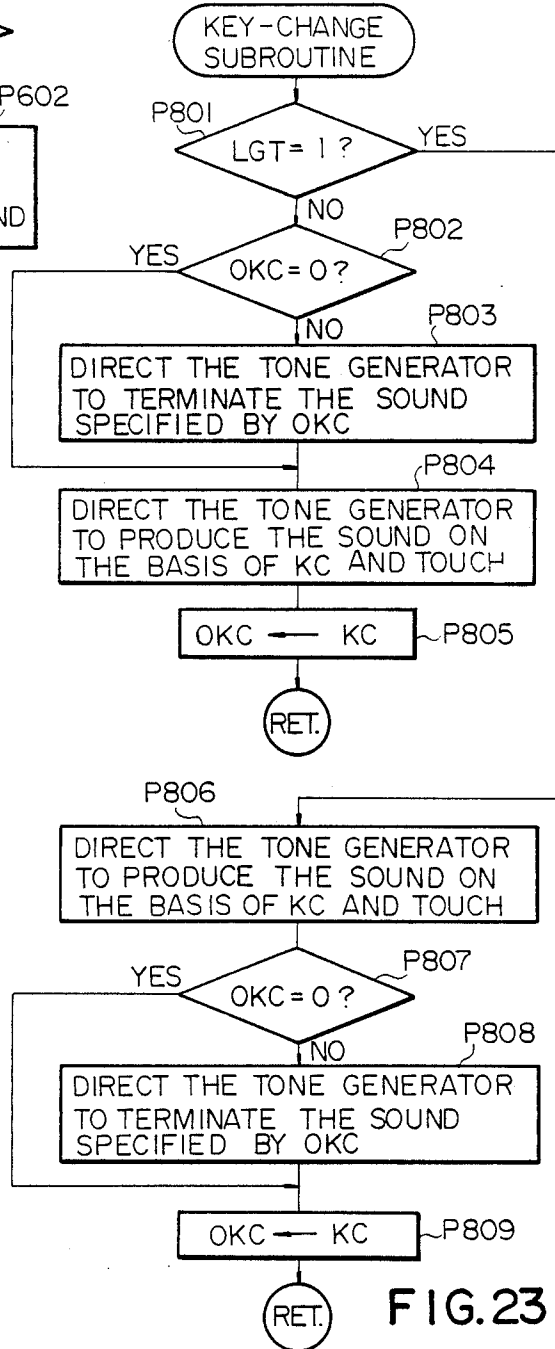 >
P602
ND
KEY-CHANGE
SUBROUTINE
P801
LGT = 1 ?
YES
NO
P802
YES
OKC = 0 ?
NO
P803
DIRECT THE TONE GENERATOR
TO TERMINATE THE SOUND
SPECIFIED BY OKC
P804
DIRECT THE TONE GENERATOR
TO PRODUCE THE SOUND ON
THE BASIS OF KC AND TOUCH
OKC ← KC
P805
RET.
P806
DIRECT THE TONE GENERATOR
TO PRODUCE THE SOUND ON
THE BASIS OF KC AND TOUCH
P807
YES
OKC = 0 ?
NO
P808
DIRECT THE TONE GENERATOR
TO TERMINATE THE SOUND
SPECIFIED BY OKC
OKC ← KC
P809
RET.
FIG.23